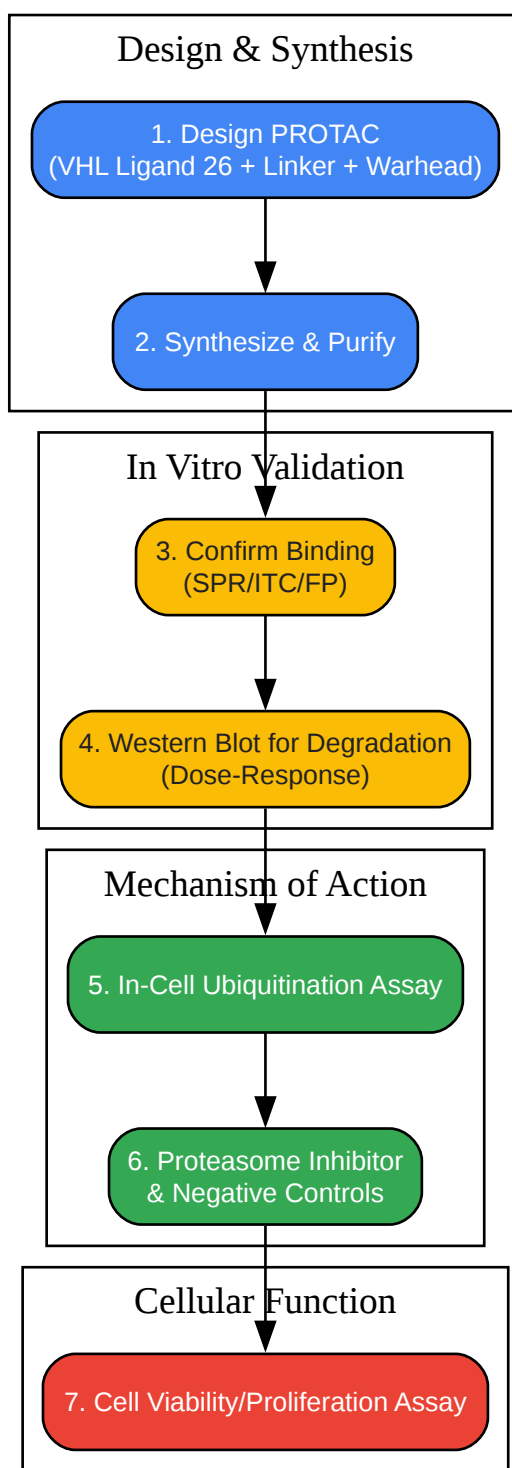 Design & Synthesis
1. Design PROTAC
(VHL Ligand 26 + Linker + Warhead)
2. Synthesize & Purify
In Vitro Validation
3. Confirm Binding
(SPR/ITC/FP)
4. Western Blot for Degradation
(Dose-Response)
Mechanism of Action
5. In-Cell Ubiquitination Assay
6. Proteasome Inhibitor
& Negative Controls
Cellular Function
7. Cell Viability/Proliferation Assay